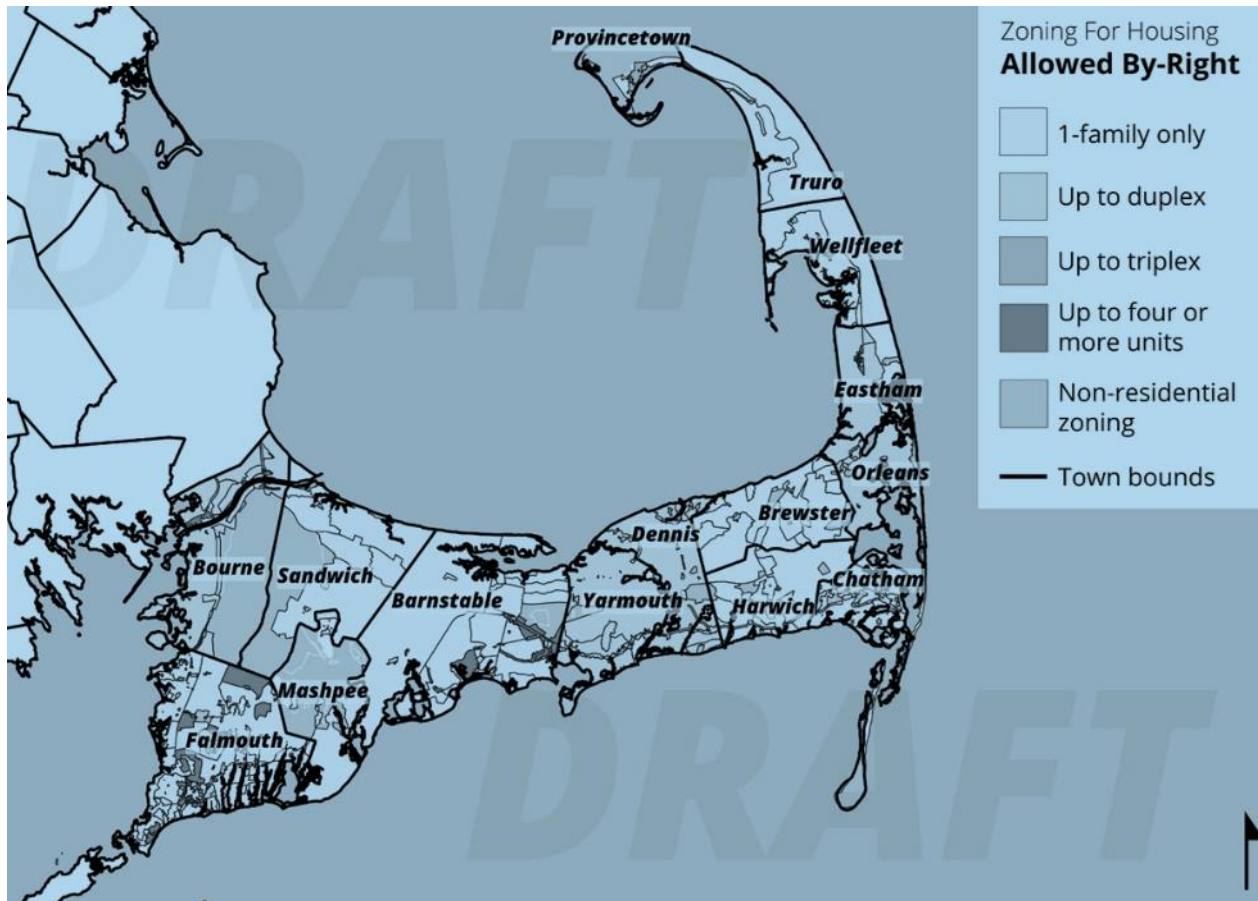 Zoning For Housing
Allowed By-Right
1-family only
Up to duplex
Up to triplex
Up to four or
more units
Non-residential
zoning
Town bounds
Provincetown
DRAFT
Truro
Wellfleet
Eastham
Orleans
Brewster
Dennis
Bourne
Sandwich
Chatham
Barnstable
Yarmouth
Harwich
Mashpee
Falmouth
DRAFT